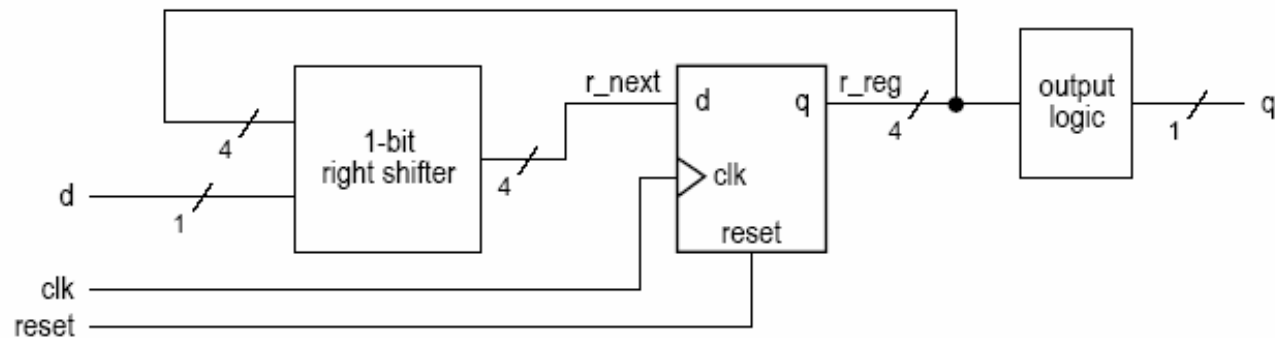 r_next
r_reg
output
logic
q
d
q
4
1-bit
right shifter
4
4
1
clk
d
1
reset
clk
reset